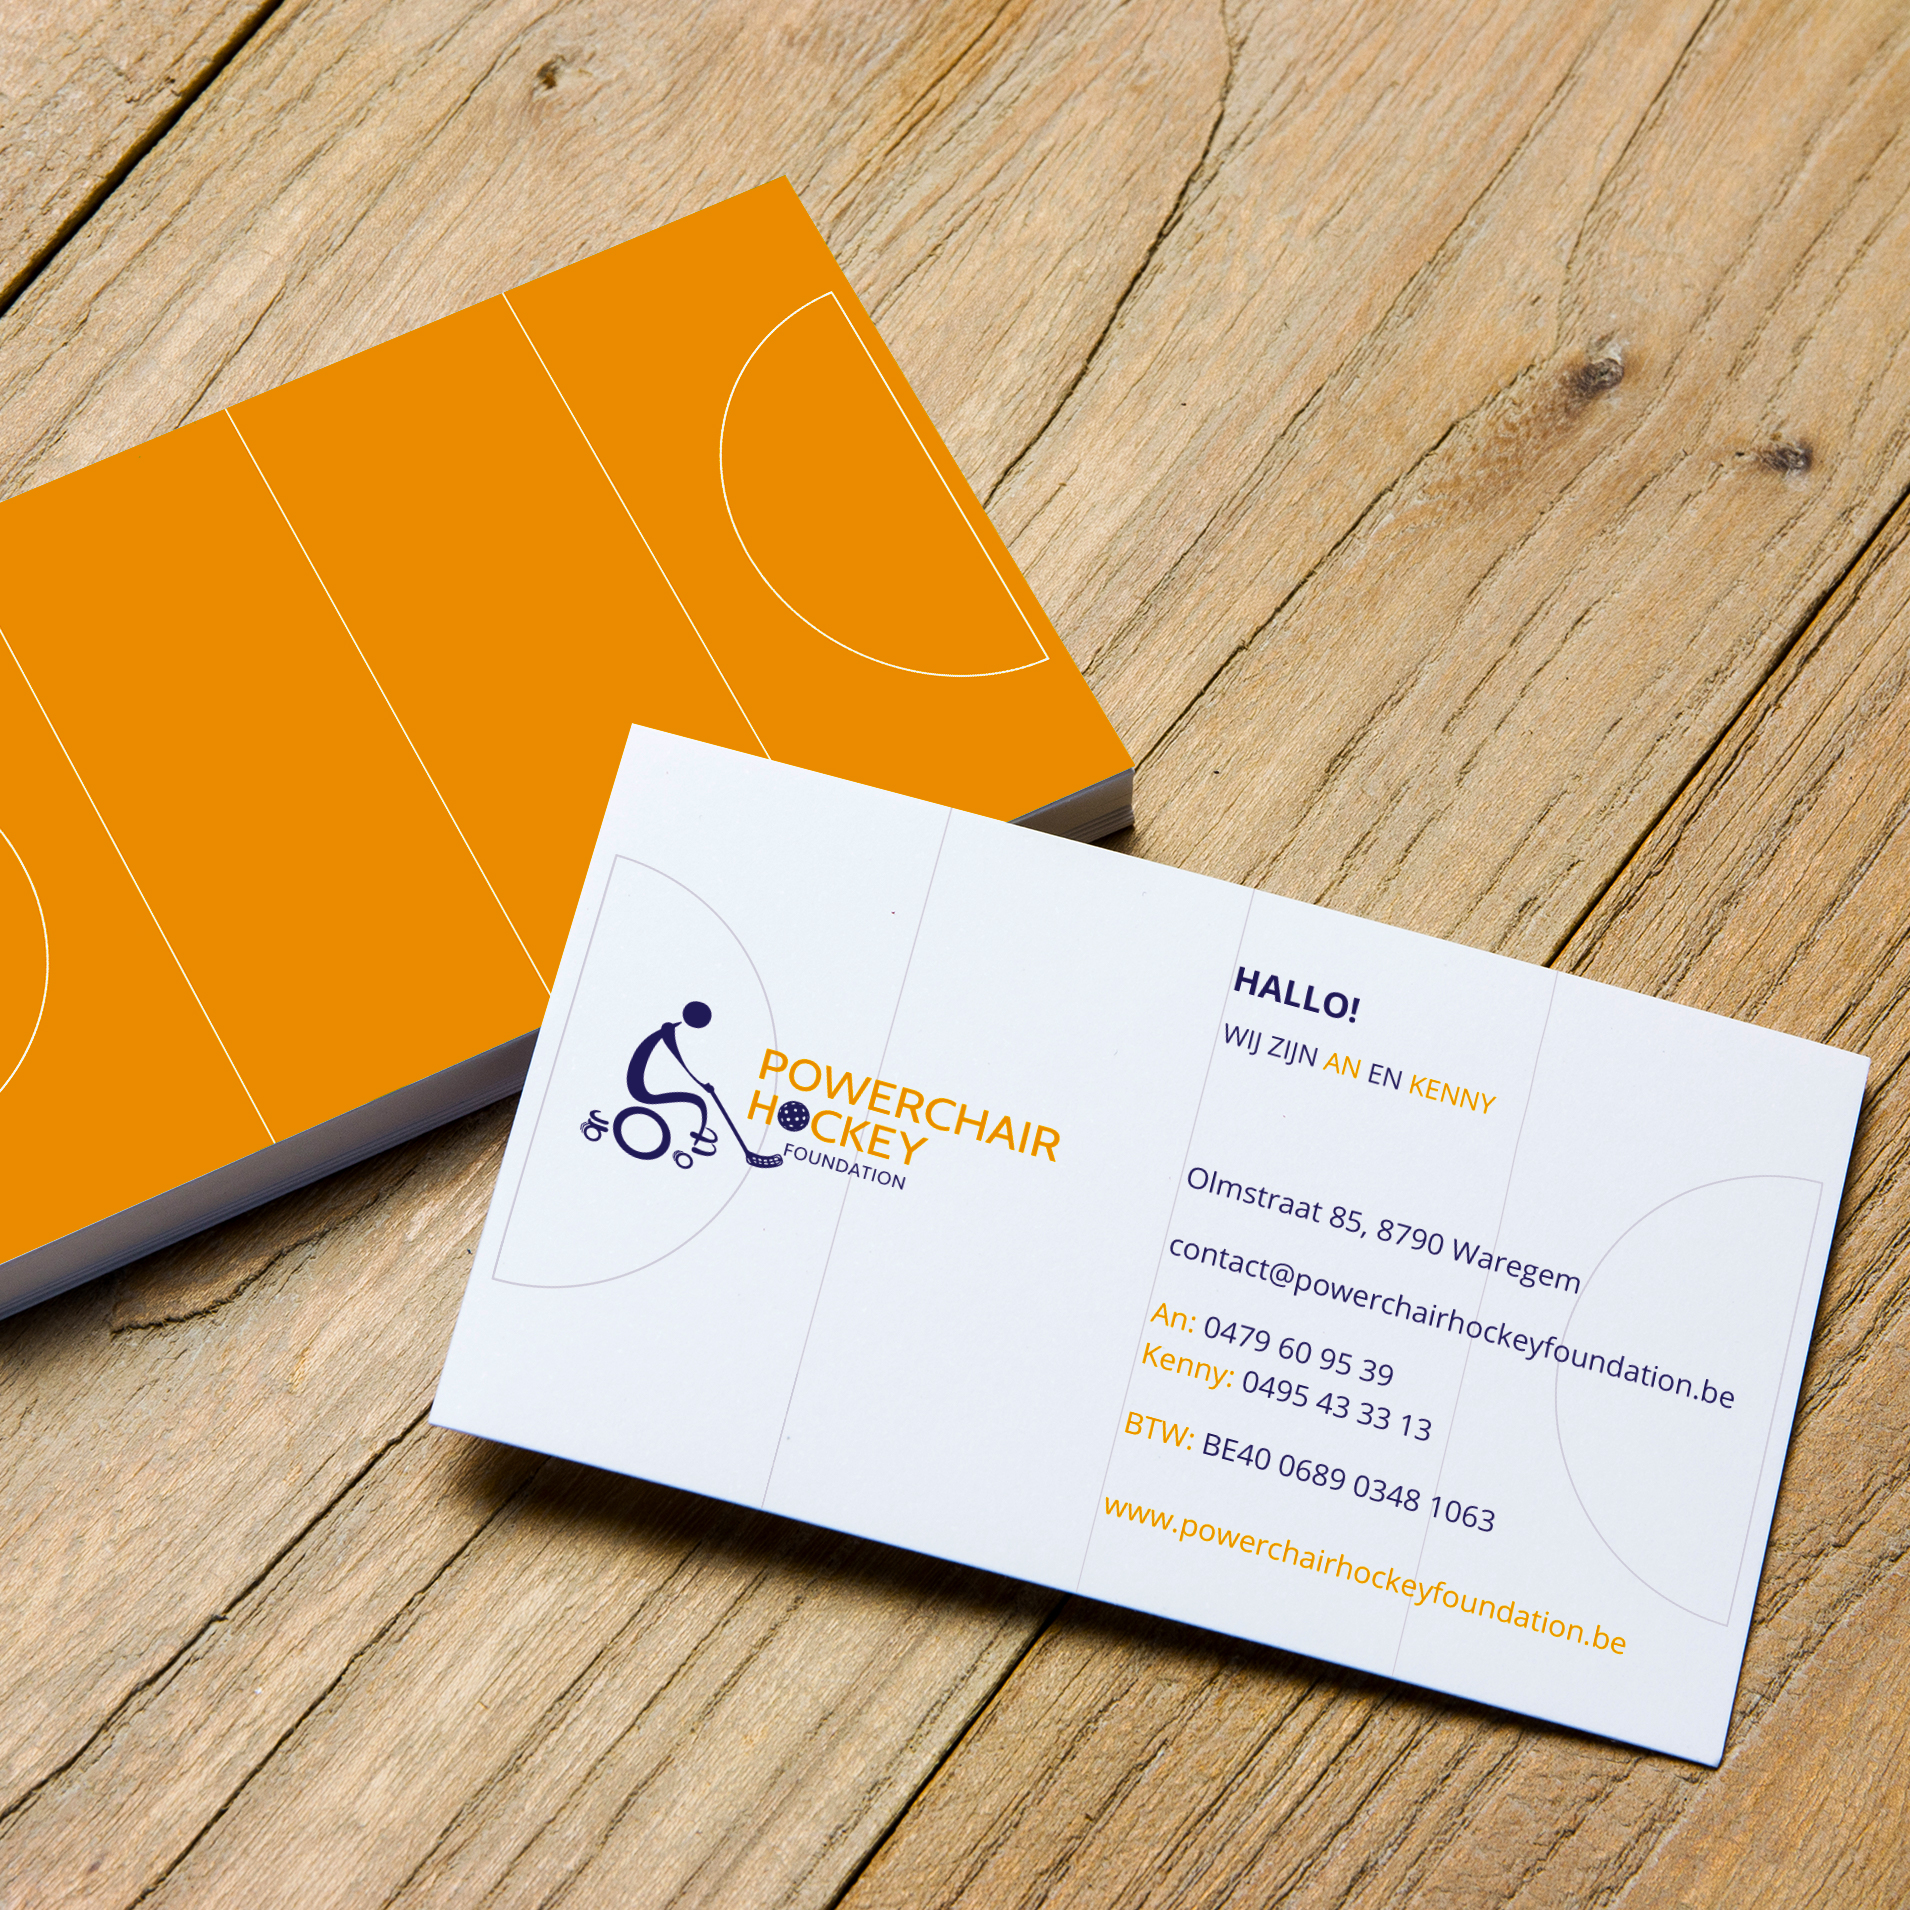 POWERCHAIR
HOCKEY
FOUNDATION
HALLO!
WIJ ZIJN AN EN KENNY
Olmstraat 85, 8790 Waregem
contact@powerchairhockeyfoundation.be
An: 0479 60 95 39
Kenny: 0495 43 33 13
BTW: BE40 0689 0348 1063
www.powerchairhockeyfoundation.be